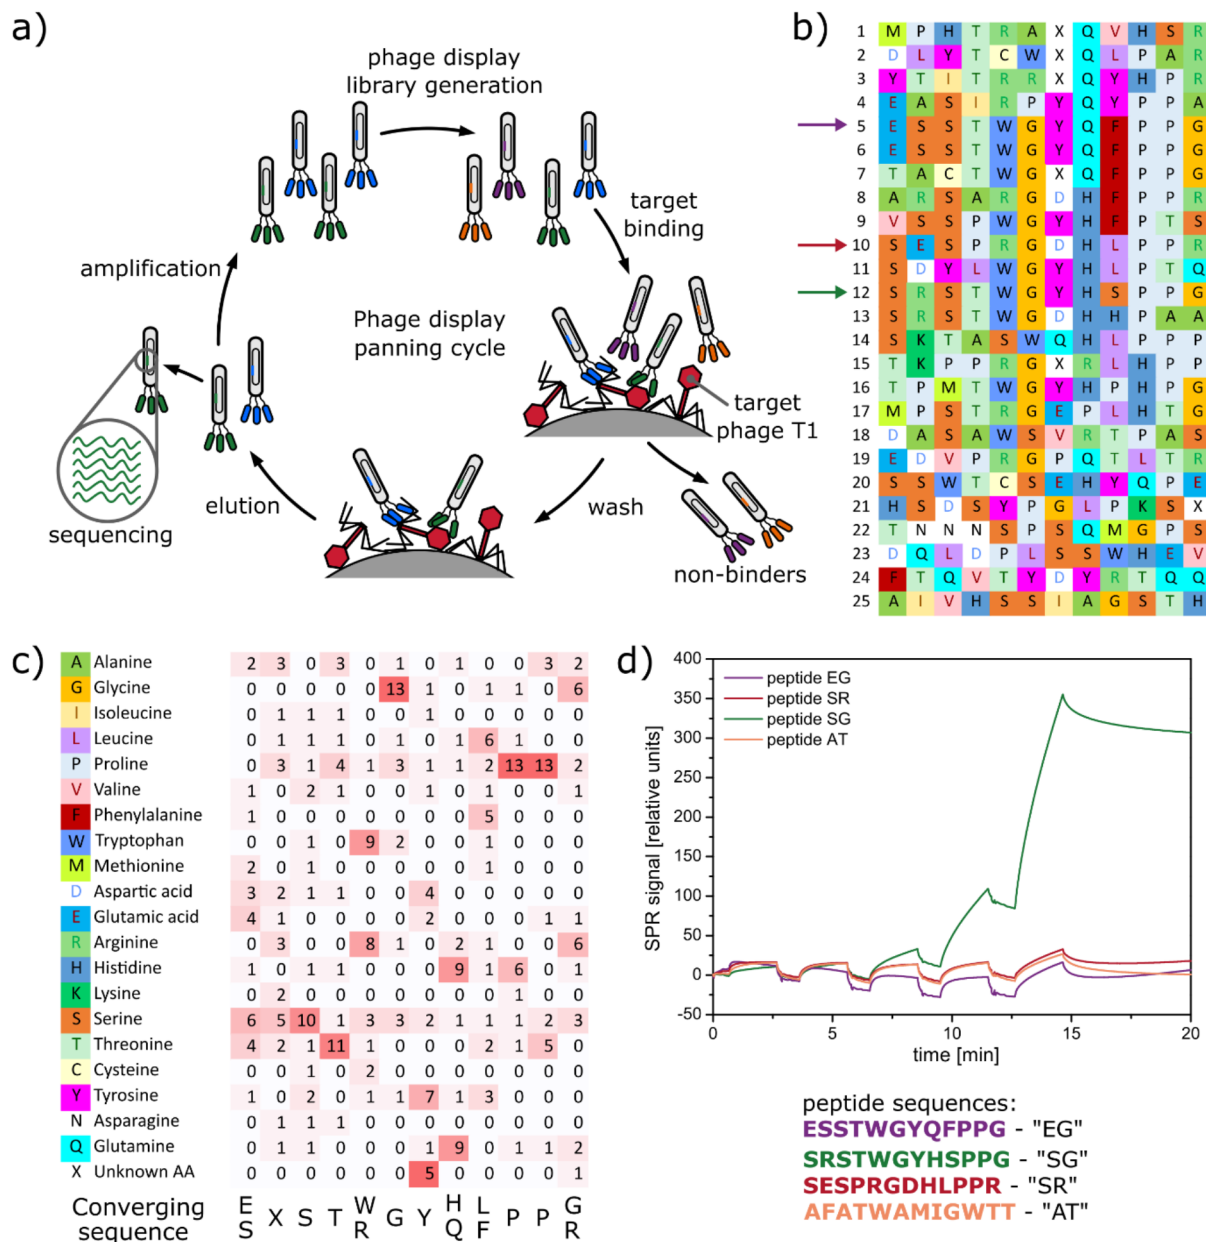 a)
phage display
library generation
target
binding
amplification
Phage display
panning cycle
target
phage T1
elution
wash
sequencing
non-binders
b)
1 M P H T R A X Q V H S R
2 D L Y T C W X Q L P A R
3 Y T I T R R X Q Y H P R
4 E A S I R P Y Q Y P P A
5 E S S T W G Y Q F P P G
6 E S S T W G Y Q F P P G
7 T A C T W G X Q F P P G
8 A R S A R G D H F P P R
9 V S S P W G Y H F P T S
10 S E S P R G D H L P P R
11 S D Y L W G Y H L P T Q
12 S R S T W G Y H S P P G
13 S R S T W G D H H P A A
14 S K T A S W Q H L P P P
15 T K P P R G X R L H P P
16 T P M T W G Y H P H P G
17 M P S T R G E P L H T G
18 D A S A W S V R T P A S
19 E D V P R G P Q T L T R
20 S S W T C S E H Y Q P E
21 H S D S Y P G L P K S X
22 T N N N S P S Q M G P S
23 D Q L D P L S S W H E V
24 F T Q V T Y D Y R T Q Q
25 A I V H S S I A G S T H
c)
A Alanine 2 3 0 3 0 1 0 1 0 0 3 2
G Glycine 0 0 0 0 0 13 1 0 1 1 0 6
I Isoleucine 0 1 1 1 0 0 1 0 0 0 0 0
L Leucine 0 1 1 1 0 1 0 1 6 1 0 0
P Proline 0 3 1 4 1 3 1 1 2 13 13 2
V Valine 1 0 2 1 0 0 1 0 1 0 0 1
F Phenylalanine 1 0 0 0 0 0 0 0 5 0 0 0
W Tryptophan 0 0 1 0 9 2 0 0 1 0 0 0
M Methionine 2 0 1 0 0 0 0 0 1 0 0 0
D Aspartic acid 3 2 1 1 0 0 4 0 0 0 0 0
E Glutamic acid 4 1 0 0 0 0 2 0 0 0 1 1
R Arginine 0 3 0 0 8 1 0 2 1 0 0 6
H Histidine 1 0 1 1 0 0 0 9 1 6 0 1
K Lysine 0 2 0 0 0 0 0 0 0 1 0 0
S Serine 6 5 10 1 3 3 2 1 1 1 2 3
T Threonine 4 2 1 11 1 0 0 0 2 1 5 0
C Cysteine 0 0 1 0 2 0 0 0 0 0 0 0
Y Tyrosine 1 0 2 0 1 1 7 1 3 0 0 0
N Asparagine 0 1 1 1 0 0 0 0 0 0 0 0
Q Glutamine 0 1 1 0 0 0 1 9 0 1 1 2
X Unknown AA 0 0 0 0 0 0 5 0 0 0 0 1
Converging
sequence
E W H L G
X S T G Y P P
S R Q F R
d)
400
350
300
250
200
150
100
50
25
0
-50
SPR signal [relative units]
peptide EG
peptide SR
peptide SG
peptide AT
0 5 10 15 20
time [min]
peptide sequences:
ESSTWGYQFPPG - "EG"
SRSTWGYHSPPG - "SG"
SESPRGDHLPPR - "SR"
AFATWAMIGWTT - "AT"